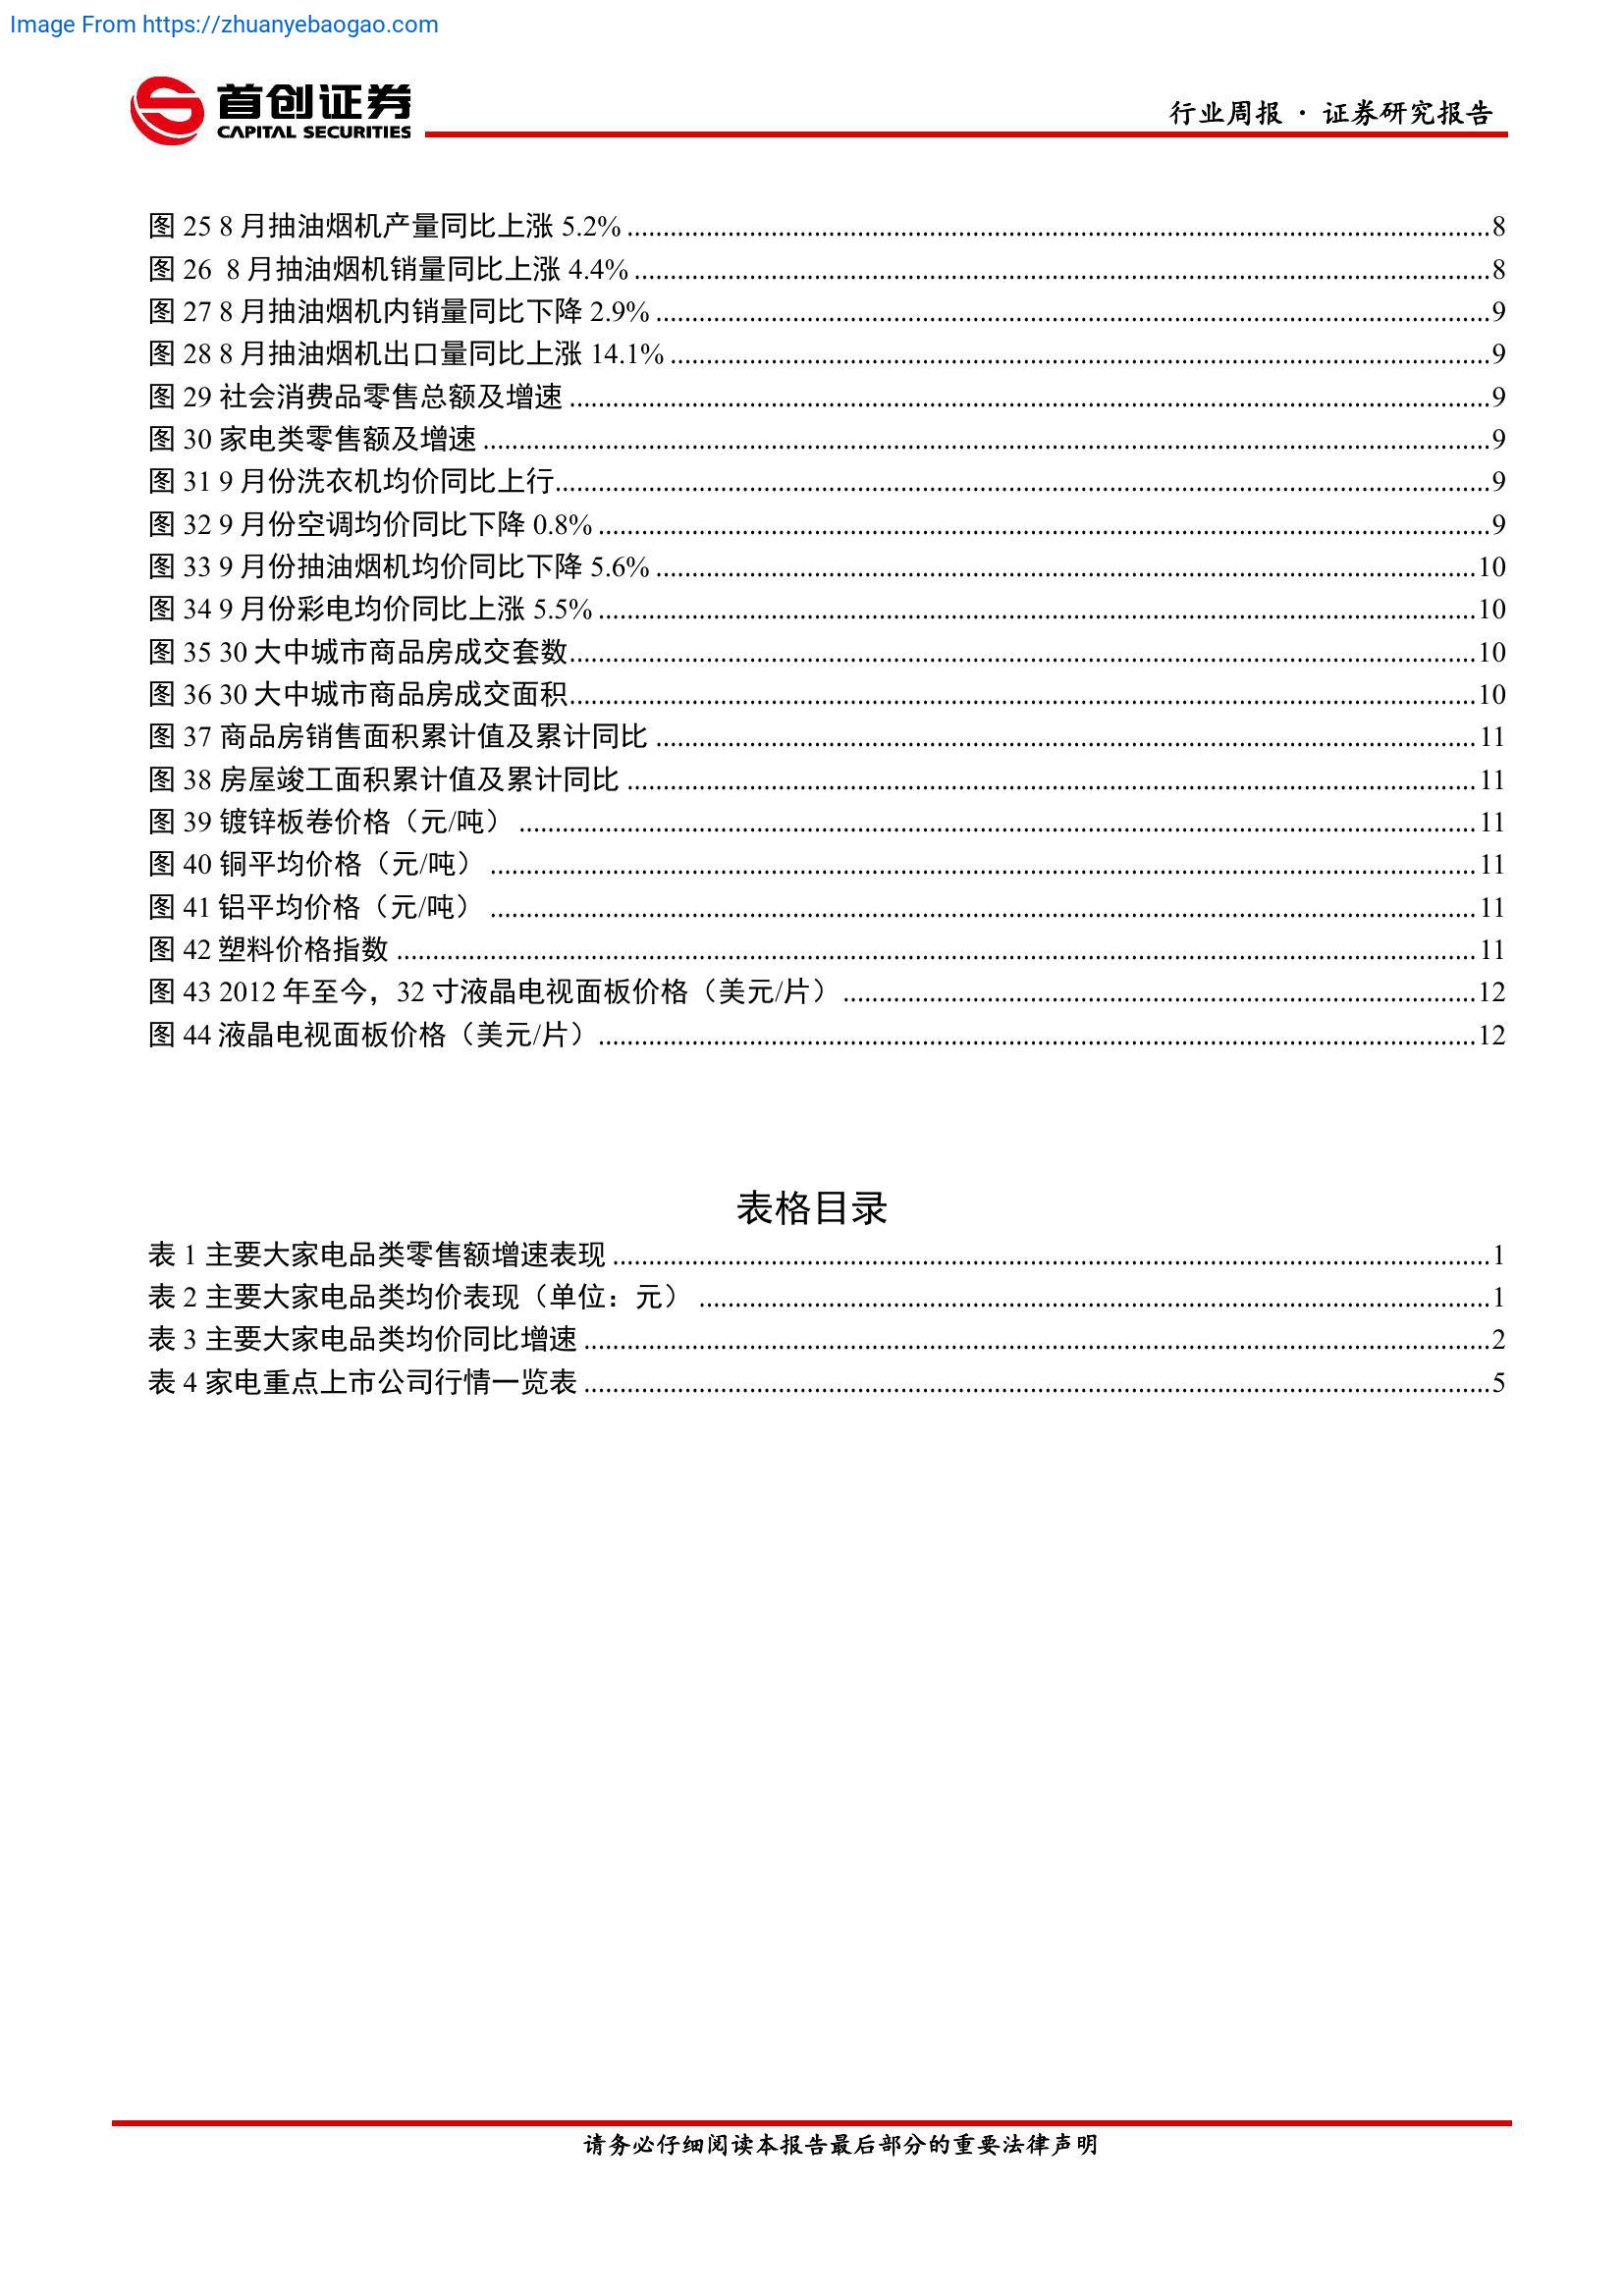 Image From https://zhuanyebaogao.com
首创证券
CAPITAL SECURITIES
行业周报 · 证券研究报告
图 25 8 月抽油烟机产量同比上涨 5.2% 8
图 26 8 月抽油烟机销量同比上涨 4.4% 8
图 27 8 月抽油烟机内销量同比下降 2.9% 9
图 28 8 月抽油烟机出口量同比上涨 14.1% 9
图 29 社会消费品零售总额及增速 9
图 30 家电类零售额及增速 9
图 31 9 月份洗衣机均价同比上行 9
图 32 9 月份空调均价同比下降 0.8% 9
图 33 9 月份抽油烟机均价同比下降 5.6% 10
图 34 9 月份彩电均价同比上涨 5.5% 10
图 35 30 大中城市商品房成交套数 10
图 36 30 大中城市商品房成交面积 10
图 37 商品房销售面积累计值及累计同比 11
图 38 房屋竣工面积累计值及累计同比 11
图 39 镀锌板卷价格（元/吨） 11
图 40 铜平均价格（元/吨） 11
图 41 铝平均价格（元/吨） 11
图 42 塑料价格指数 11
图 43 2012 年至今，32 寸液晶电视面板价格（美元/片） 12
图 44 液晶电视面板价格（美元/片） 12
表格目录
表 1 主要大家电品类零售额增速表现 1
表 2 主要大家电品类均价表现（单位：元） 1
表 3 主要大家电品类均价同比增速 2
表 4 家电重点上市公司行情一览表 5
请务必仔细阅读本报告最后部分的重要法律声明